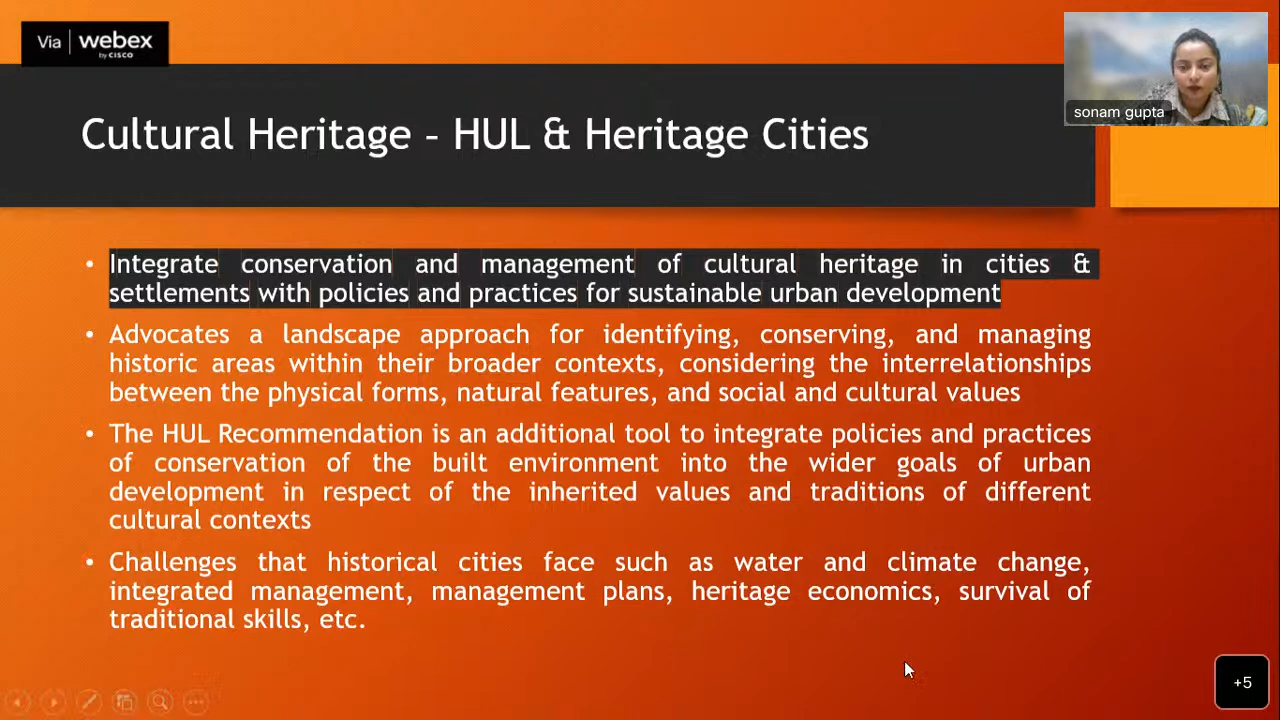 Via webex
by CISCO
sonam gupta
Cultural Heritage – HUL & Heritage Cities
• Integrate conservation and management of cultural heritage in cities &
settlements with policies and practices for sustainable urban development
• Advocates a landscape approach for identifying, conserving, and managing
historic areas within their broader contexts, considering the interrelationships
between the physical forms, natural features, and social and cultural values
• The HUL Recommendation is an additional tool to integrate policies and practices
of conservation of the built environment into the wider goals of urban
development in respect of the inherited values and traditions of different
cultural contexts
• Challenges that historical cities face such as water and climate change,
integrated management, management plans, heritage economics, survival of
traditional skills, etc.
+5